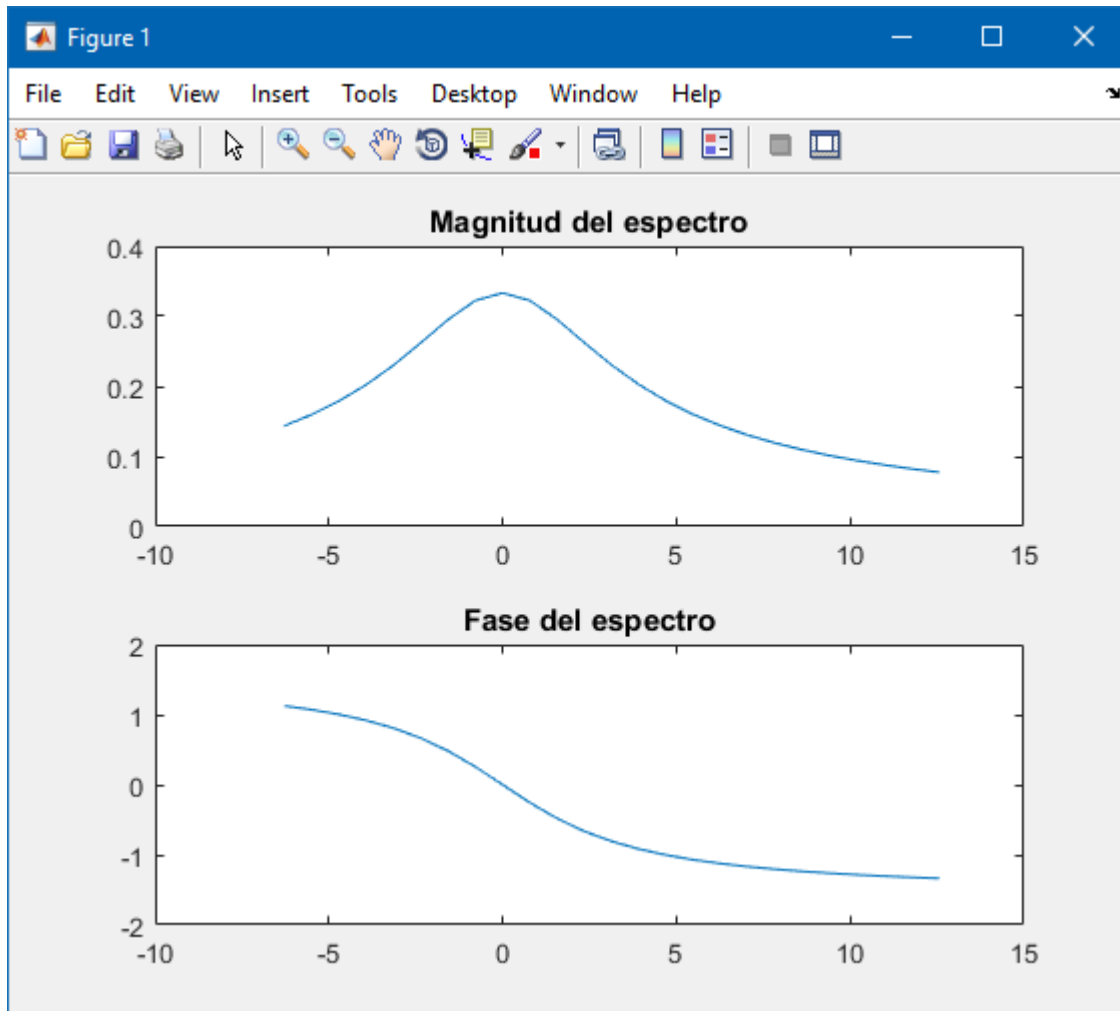 Figure 1
File Edit View Insert Tools Desktop Window Help
Magnitud del espectro
0.4
0.3
0.2
0.1
0
-10 -5 0 5 10 15
Fase del espectro
2
1
0
-1
-2
-10 -5 0 5 10 15